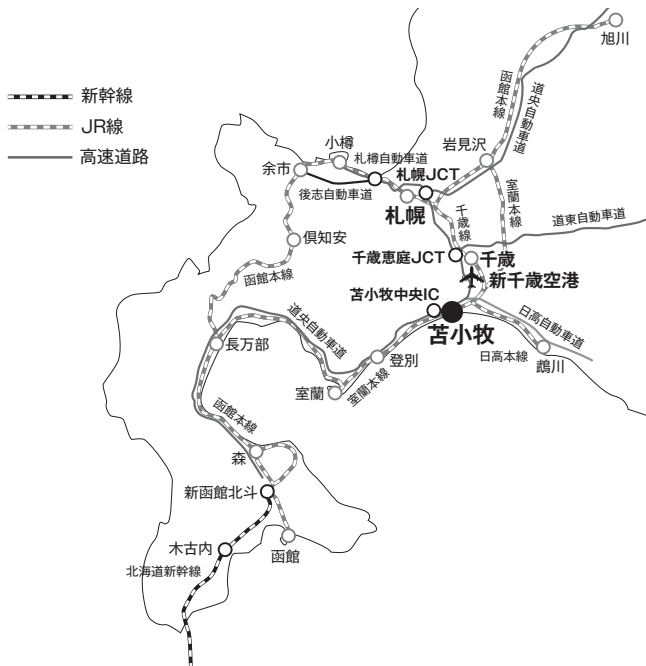 新幹線
JR線
高速道路
旭川
函館本線
道央自動車道
岩見沢
小樽
札樽自動車道
余市
後志自動車道
札幌JCT
札幌
室蘭本線
千歳線
道東自動車道
倶知安
千歳恵庭JCT
千歳
新千歳空港
函館本線
苫小牧中央IC
苫小牧
日高自動車道
日高本線
鵡川
道央自動車道
長万部
登別
室蘭
室蘭本線
函館本線
森
新函館北斗
函館
木古内
北海道新幹線